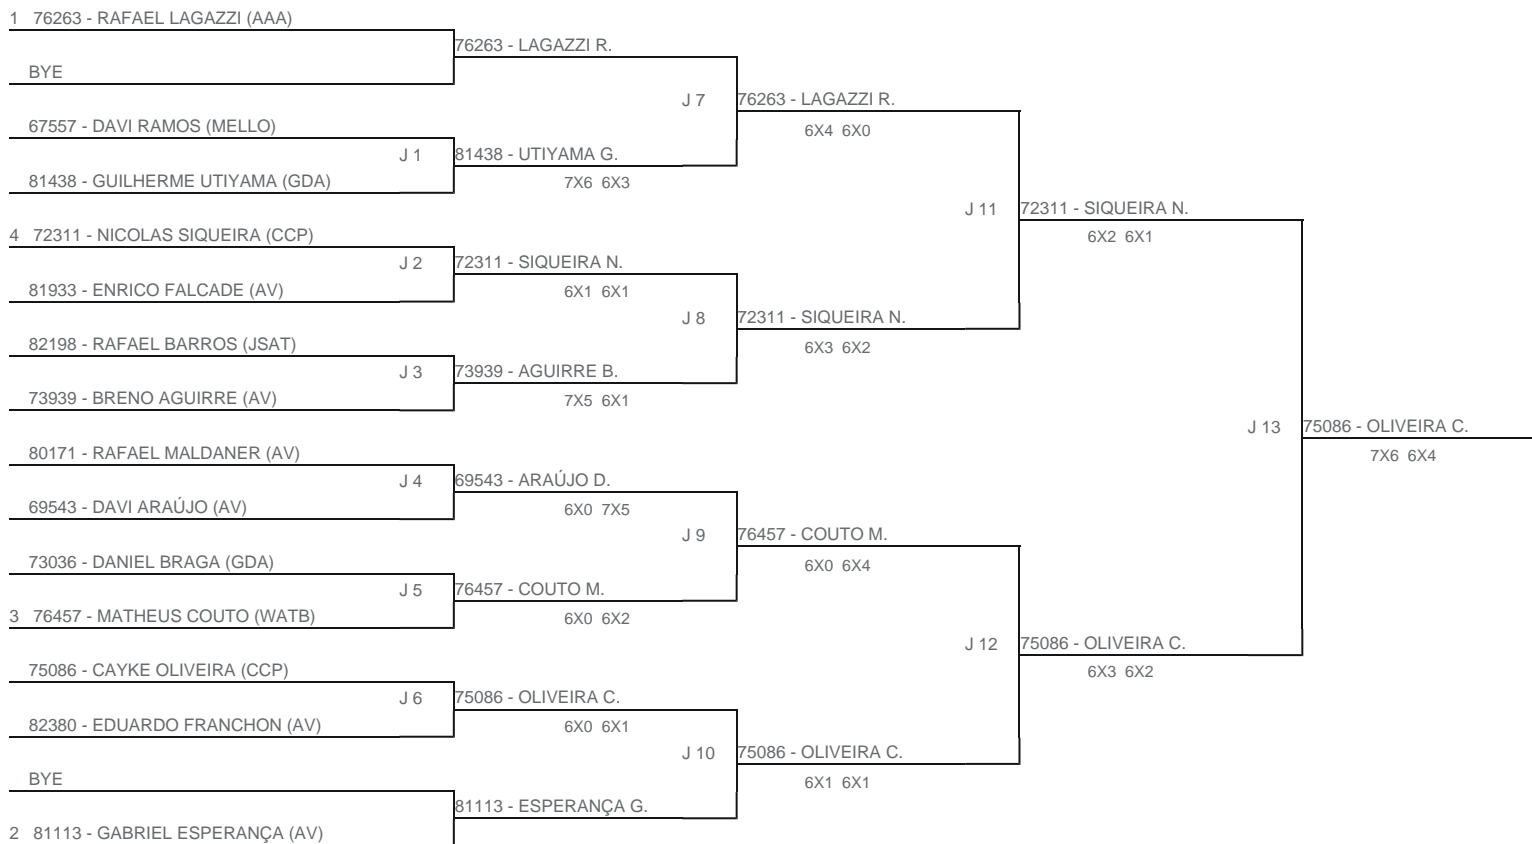 1 76263 - RAFAEL LAGAZZI (AAA)
76263 - LAGAZZI R.
BYE
J 7
76263 - LAGAZZI R.
67557 - DAVI RAMOS (MELLO)
6X4 6X0
J 1
81438 - UTIYAMA G.
81438 - GUILHERME UTIYAMA (GDA)
7X6 6X3
J 11
72311 - SIQUEIRA N.
4 72311 - NICOLAS SIQUEIRA (CCP)
6X2 6X1
J 2
72311 - SIQUEIRA N.
81933 - ENRICO FALCADE (AV)
6X1 6X1
J 8
72311 - SIQUEIRA N.
82198 - RAFAEL BARROS (JSAT)
6X3 6X2
J 3
73939 - AGUIRRE B.
73939 - BRENO AGUIRRE (AV)
7X5 6X1
J 13
75086 - OLIVEIRA C.
80171 - RAFAEL MALDANER (AV)
7X6 6X4
J 4
69543 - ARAÚJO D.
69543 - DAVI ARAÚJO (AV)
6X0 7X5
J 9
76457 - COUTO M.
73036 - DANIEL BRAGA (GDA)
6X0 6X4
J 5
76457 - COUTO M.
3 76457 - MATHEUS COUTO (WATB)
6X0 6X2
J 12
75086 - OLIVEIRA C.
75086 - CAYKE OLIVEIRA (CCP)
6X3 6X2
J 6
75086 - OLIVEIRA C.
82380 - EDUARDO FRANCHON (AV)
6X0 6X1
J 10
75086 - OLIVEIRA C.
BYE
6X1 6X1
81113 - ESPERANÇA G.
2 81113 - GABRIEL ESPERANÇA (AV)